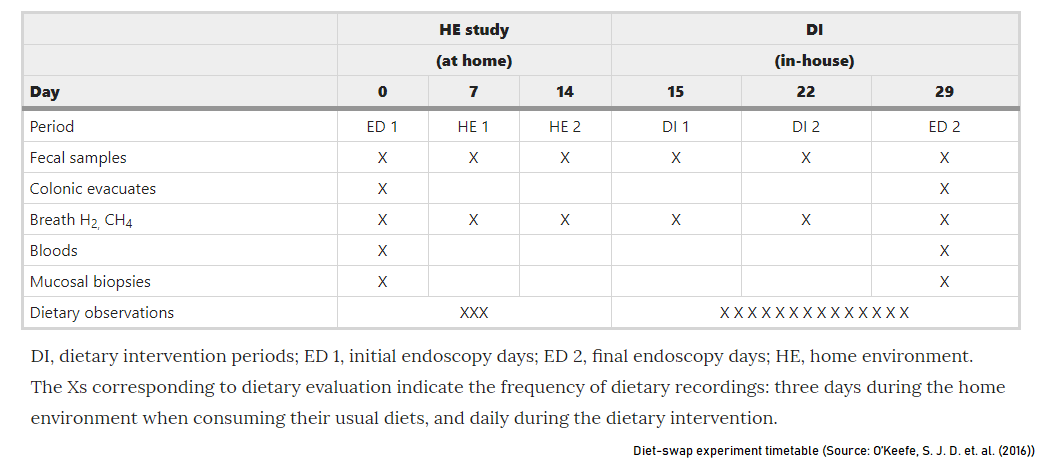 HE study DI
(at home) (in-house)
Day 0 7 14 15 22 29
Period ED 1 HE 1 HE 2 DI 1 DI 2 ED 2
Fecal samples X X X X X X
Colonic evacuates X X
Breath H2, CH4 X X X X X X
Bloods X X
Mucosal biopsies X X
Dietary observations XXX X X X X X X X X X X X X X X
DI, dietary intervention periods; ED 1, initial endoscopy days; ED 2, final endoscopy days; HE, home environment.
The Xs corresponding to dietary evaluation indicate the frequency of dietary recordings: three days during the home
environment when consuming their usual diets, and daily during the dietary intervention.
Diet-swap experiment timetable (Source: O'Keefe, S. J. D. et. al. (2016))